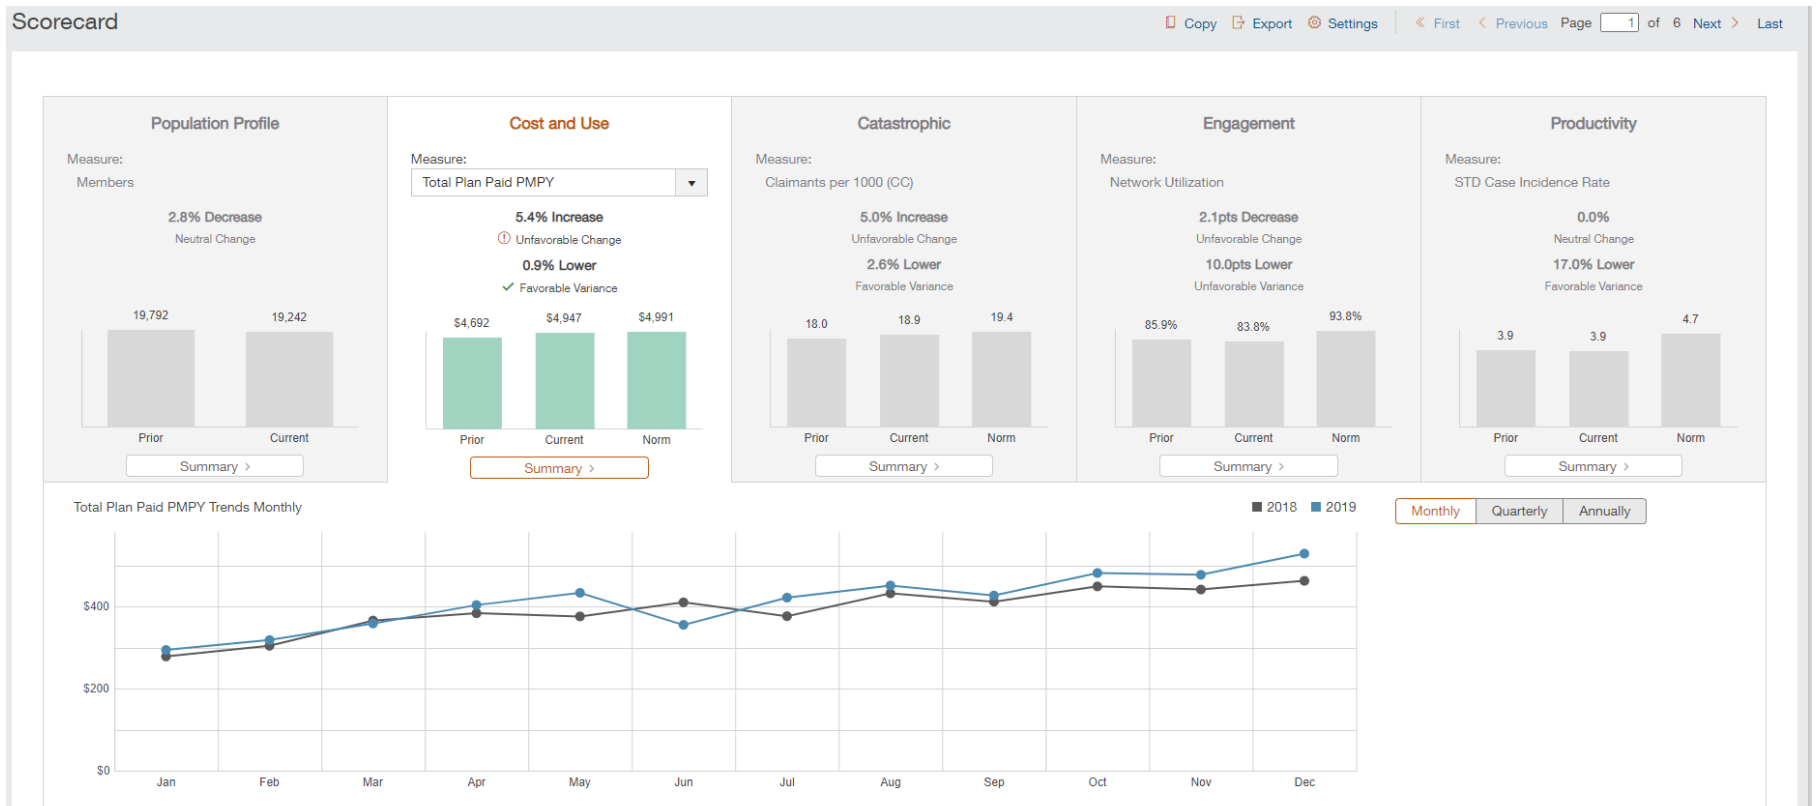 Scorecard
Copy Export Settings First Previous Page 1 of 6 Next Last
Population Profile
Measure:
Members
2.8% Decrease
Neutral Change
19,792 19,242
Prior Current
Summary
Cost and Use
Measure:
Total Plan Paid PMPY
5.4% Increase
Unfavorable Change
0.9% Lower
Favorable Variance
$4,692 $4,947 $4,991
Prior Current Norm
Summary
Catastrophic
Measure:
Claimants per 1000 (CC)
5.0% Increase
Unfavorable Change
2.6% Lower
Favorable Variance
18.0 18.9 19.4
Prior Current Norm
Summary
Engagement
Measure:
Network Utilization
2.1pts Decrease
Unfavorable Change
10.0pts Lower
Unfavorable Variance
85.9% 83.8% 93.8%
Prior Current Norm
Summary
Productivity
Measure:
STD Case Incidence Rate
0.0%
Neutral Change
17.0% Lower
Favorable Variance
3.9 3.9 4.7
Prior Current Norm
Summary
Total Plan Paid PMPY Trends Monthly
2018 2019
Monthly Quarterly Annually
$400
$200
$0
Jan Feb Mar Apr May Jun Jul Aug Sep Oct Nov Dec